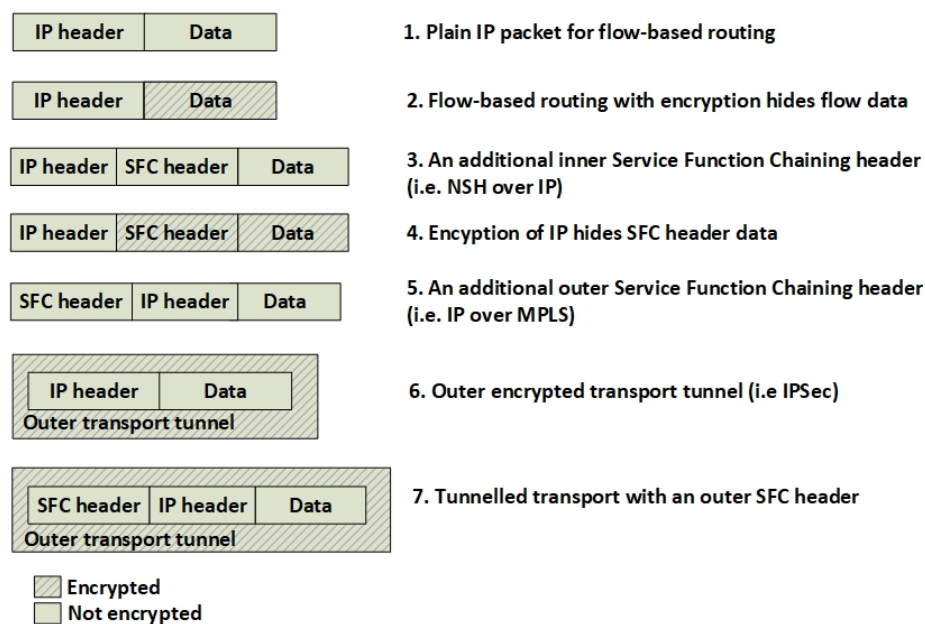 IP header Data 1. Plain IP packet for flow-based routing
IP header Data 2. Flow-based routing with encryption hides flow data
IP header SFC header Data 3. An additional inner Service Function Chaining header
(i.e. NSH over IP)
IP header SFC header Data 4. Encyption of IP hides SFC header data
SFC header IP header Data 5. An additional outer Service Function Chaining header
(i.e. IP over MPLS)
IP header Data 6. Outer encrypted transport tunnel (i.e IPSec)
Outer transport tunnel
SFC header IP header Data 7. Tunnelled transport with an outer SFC header
Outer transport tunnel
Encrypted
Not encrypted